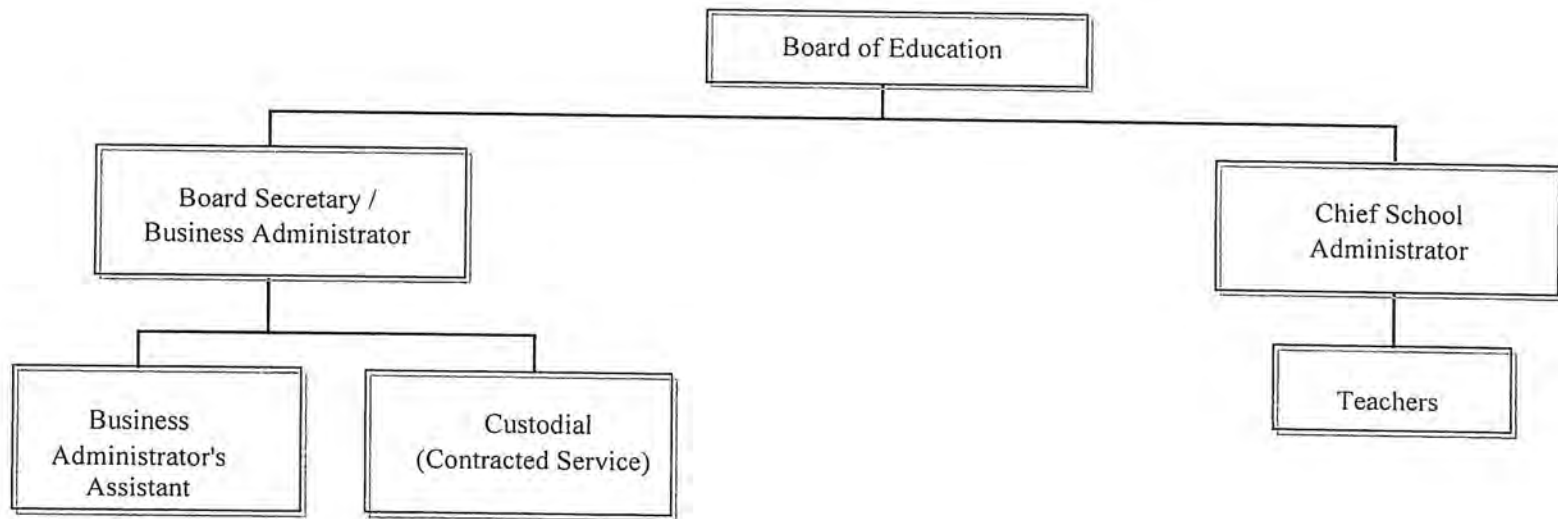 Board of Education
Board Secretary /
Business Administrator
Chief School
Administrator
Business
Administrator's
Assistant
Custodial
(Contracted Service)
Teachers